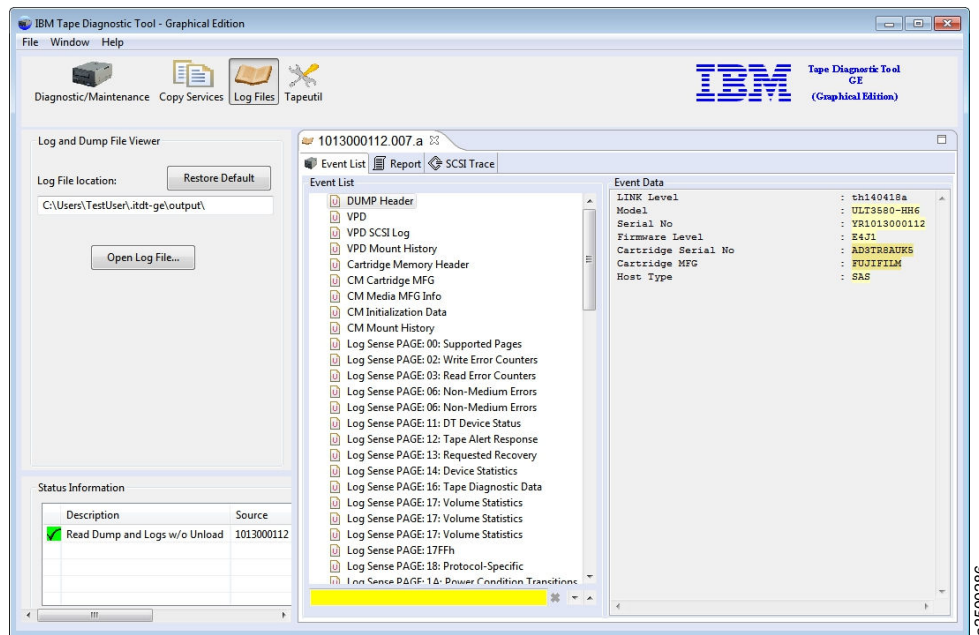 IBM Tape Diagnostic Tool - Graphical Edition
File Window Help
Diagnostic/Maintenance Copy Services Log Files Tapeutil
IBM
Tape Diagnostic Tool
GE
(Graphical Edition)
Log and Dump File Viewer
Log File location:
Restore Default
C:\Users\TestUser\.itdt-ge\output\
Open Log File...
Status Information
Description Source
Read Dump and Logs w/o Unload 1013000112
1013000112.007.a
Event List Report SCSI Trace
Event List
DUMP Header
VPD
VPD SCSI Log
VPD Mount History
Cartridge Memory Header
CM Cartridge MFG
CM Media MFG Info
CM Initialization Data
CM Mount History
Log Sense PAGE: 00: Supported Pages
Log Sense PAGE: 02: Write Error Counters
Log Sense PAGE: 03: Read Error Counters
Log Sense PAGE: 06: Non-Medium Errors
Log Sense PAGE: 06: Non-Medium Errors
Log Sense PAGE: 11: DT Device Status
Log Sense PAGE: 12: Tape Alert Response
Log Sense PAGE: 13: Requested Recovery
Log Sense PAGE: 14: Device Statistics
Log Sense PAGE: 16: Tape Diagnostic Data
Log Sense PAGE: 17: Volume Statistics
Log Sense PAGE: 17: Volume Statistics
Log Sense PAGE: 17: Volume Statistics
Log Sense PAGE: 17FFh
Log Sense PAGE: 18: Protocol-Specific
Log Sense PAGE: 1A: Power Condition Transitions
Event Data
LINK Level : th140418a
Model : ULT3580-HH6
Serial No : YR1013000112
Firmware Level : E4J1
Cartridge Serial No : AD3TR8AUK5
Cartridge MFG : FUJIFILM
Host Type : SAS